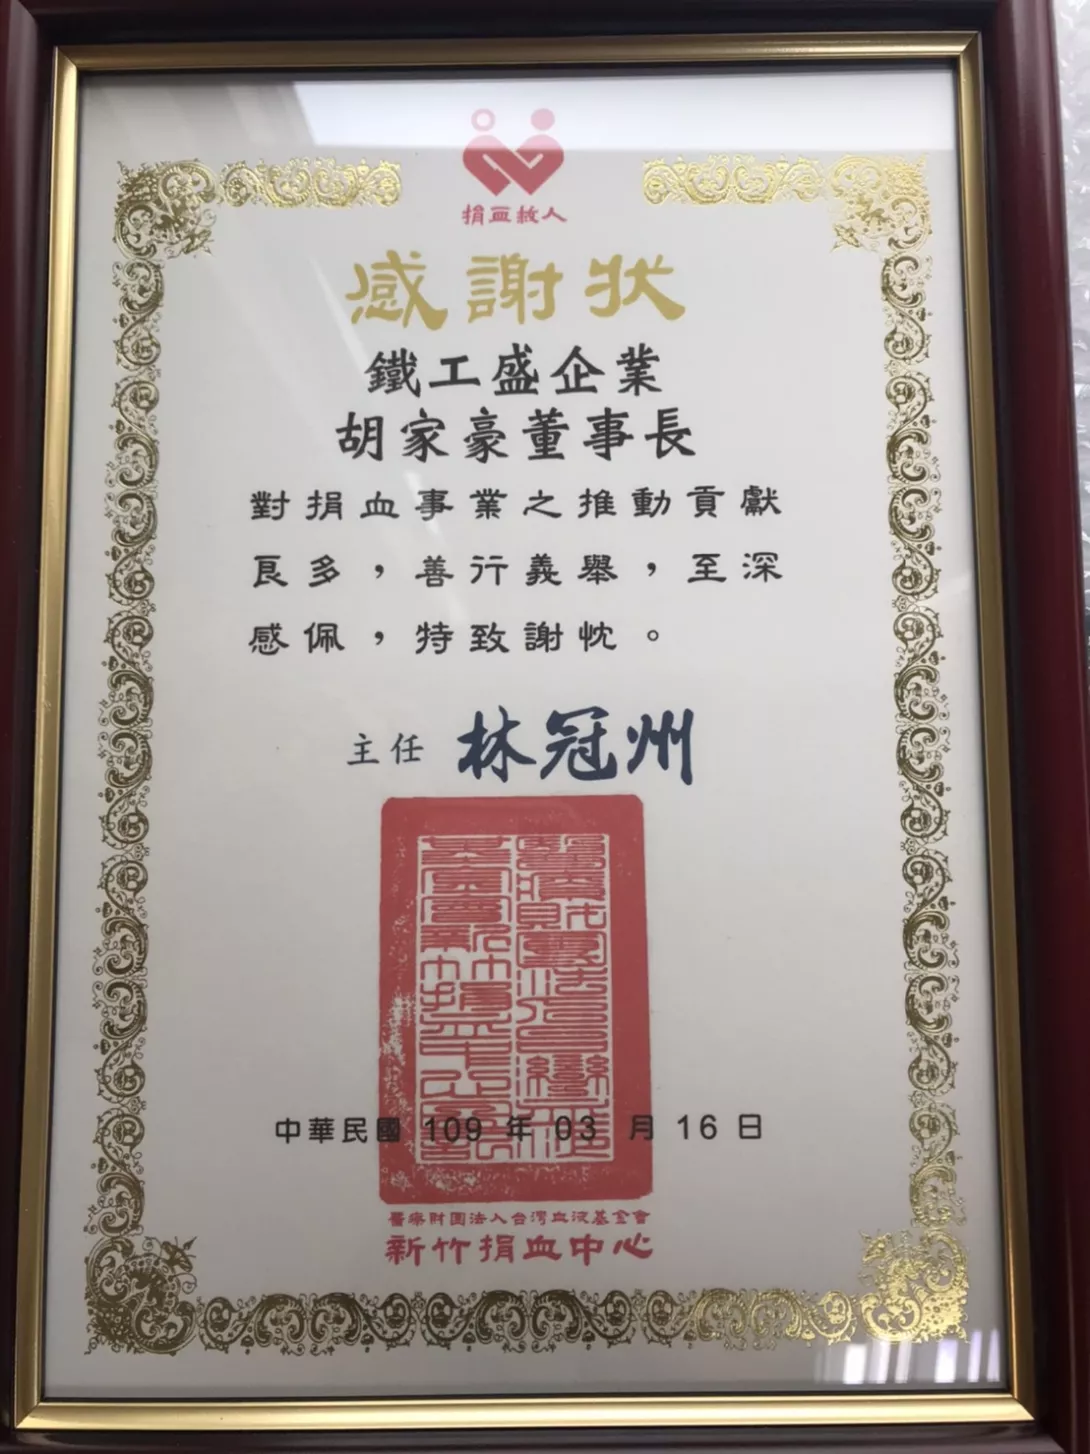 捐血救人
感謝狀
鐵工盛企業
胡家豪董事長
對捐血事業之推動貢獻
良多，善行義舉，至深
感佩，特致謝忱。
主任 林冠州
中華民國 109 年 03 月 16 日
醫療財團法人台灣血液基金會
新竹捐血中心